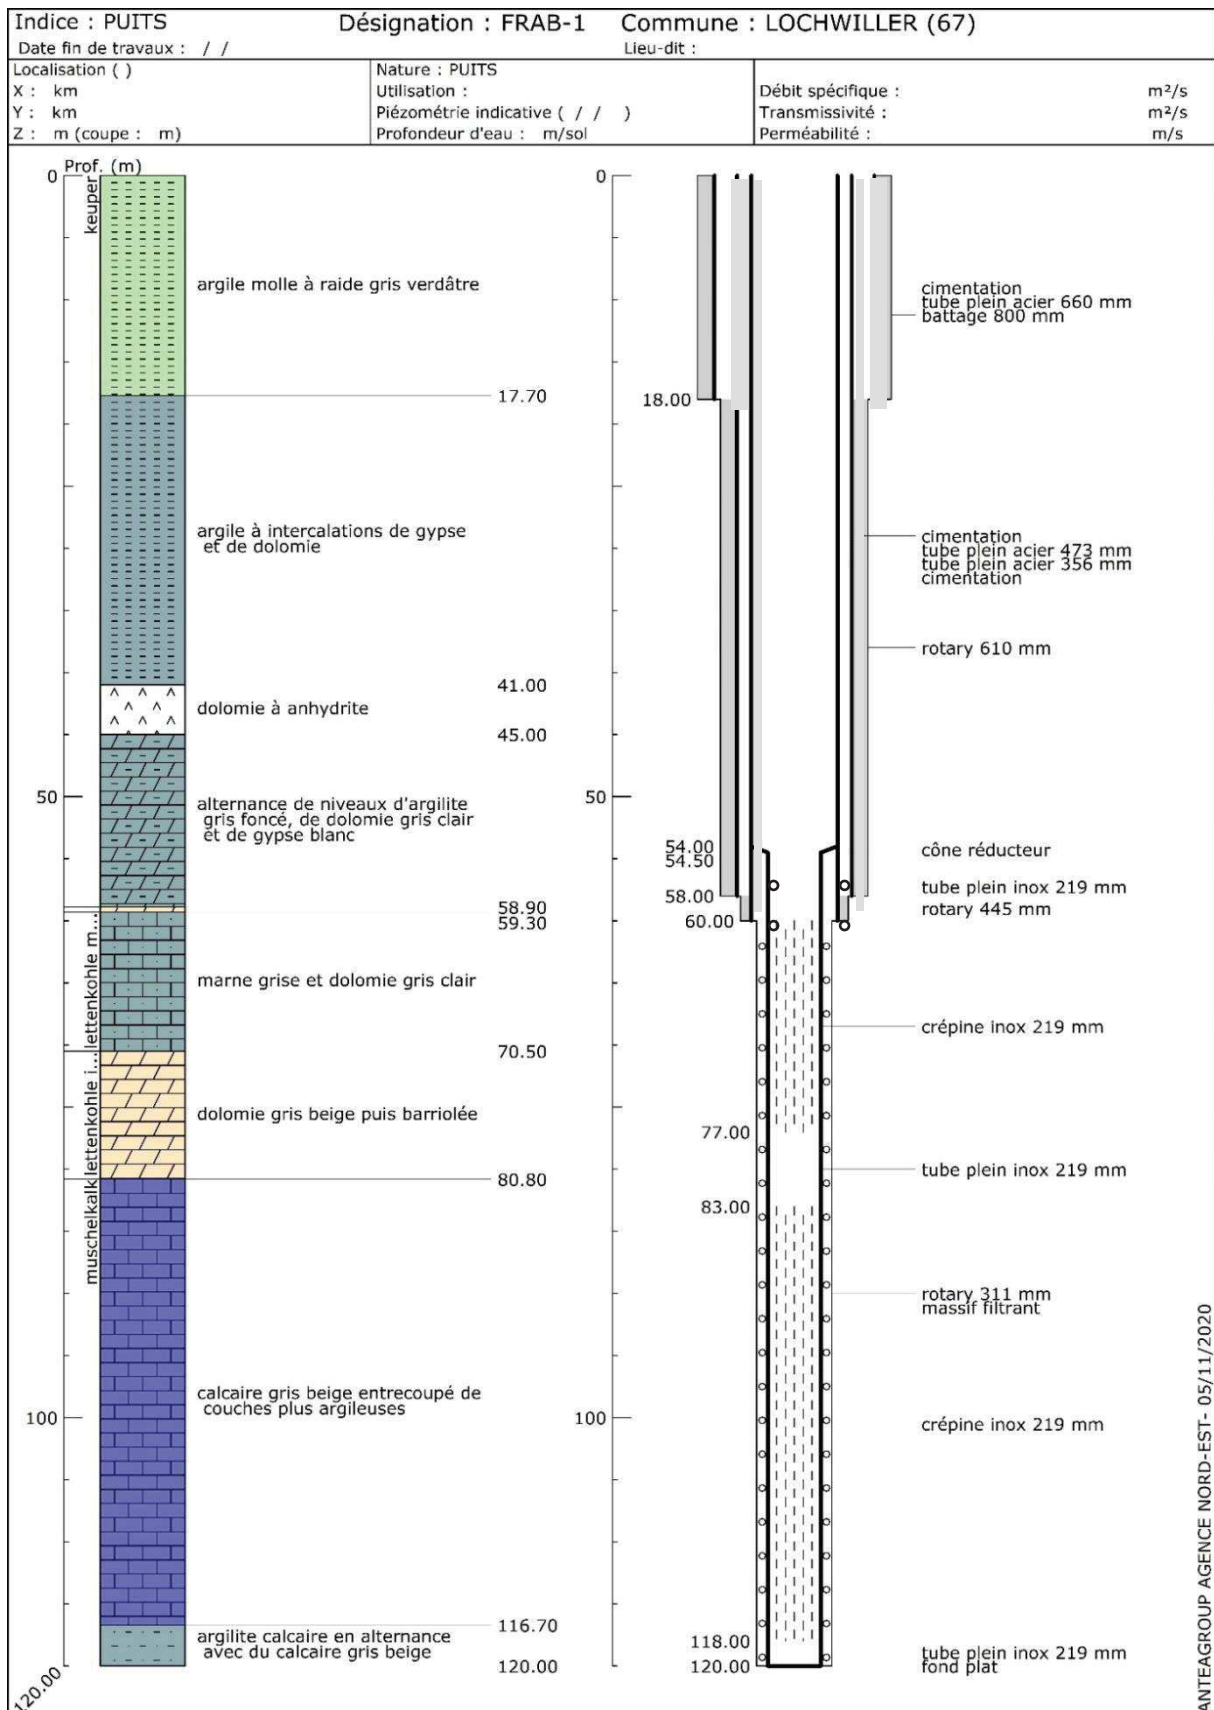 Indice : PUITS Désignation : FRAB-1 Commune : LOCHWILLER (67)
Date fin de travaux : / / Lieu-dit :
Localisation ( )
X : km
Y : km
Z : m (coupe : m)
Nature : PUITS
Utilisation :
Piézométrie indicative ( / / )
Profondeur d'eau : m/sol
Débit spécifique : m²/s
Transmissivité : m²/s
Perméabilité : m/s
Prof. (m)
0
50
100
120.00
keuper
lettenkohle m...
lettenkohle i...
muschelkalk
argile molle à raide gris verdâtre
17.70
argile à intercalations de gypse
et de dolomie
41.00
dolomie à anhydrite
45.00
alternance de niveaux d'argilite
gris foncé, de dolomie gris clair
et de gypse blanc
58.90
59.30
marne grise et dolomie gris clair
70.50
dolomie gris beige puis barriolée
80.80
calcaire gris beige entrecoupé de
couches plus argileuses
116.70
argilite calcaire en alternance
avec du calcaire gris beige
120.00
0
50
100
18.00
54.00
54.50
58.00
60.00
77.00
83.00
118.00
120.00
cimentation
tube plein acier 660 mm
battage 800 mm
cimentation
tube plein acier 473 mm
tube plein acier 356 mm
cimentation
rotary 610 mm
cône réducteur
tube plein inox 219 mm
rotary 445 mm
crépine inox 219 mm
tube plein inox 219 mm
rotary 311 mm
massif filtrant
crépine inox 219 mm
tube plein inox 219 mm
fond plat
ANTEAGROUP AGENCE NORD-EST- 05/11/2020